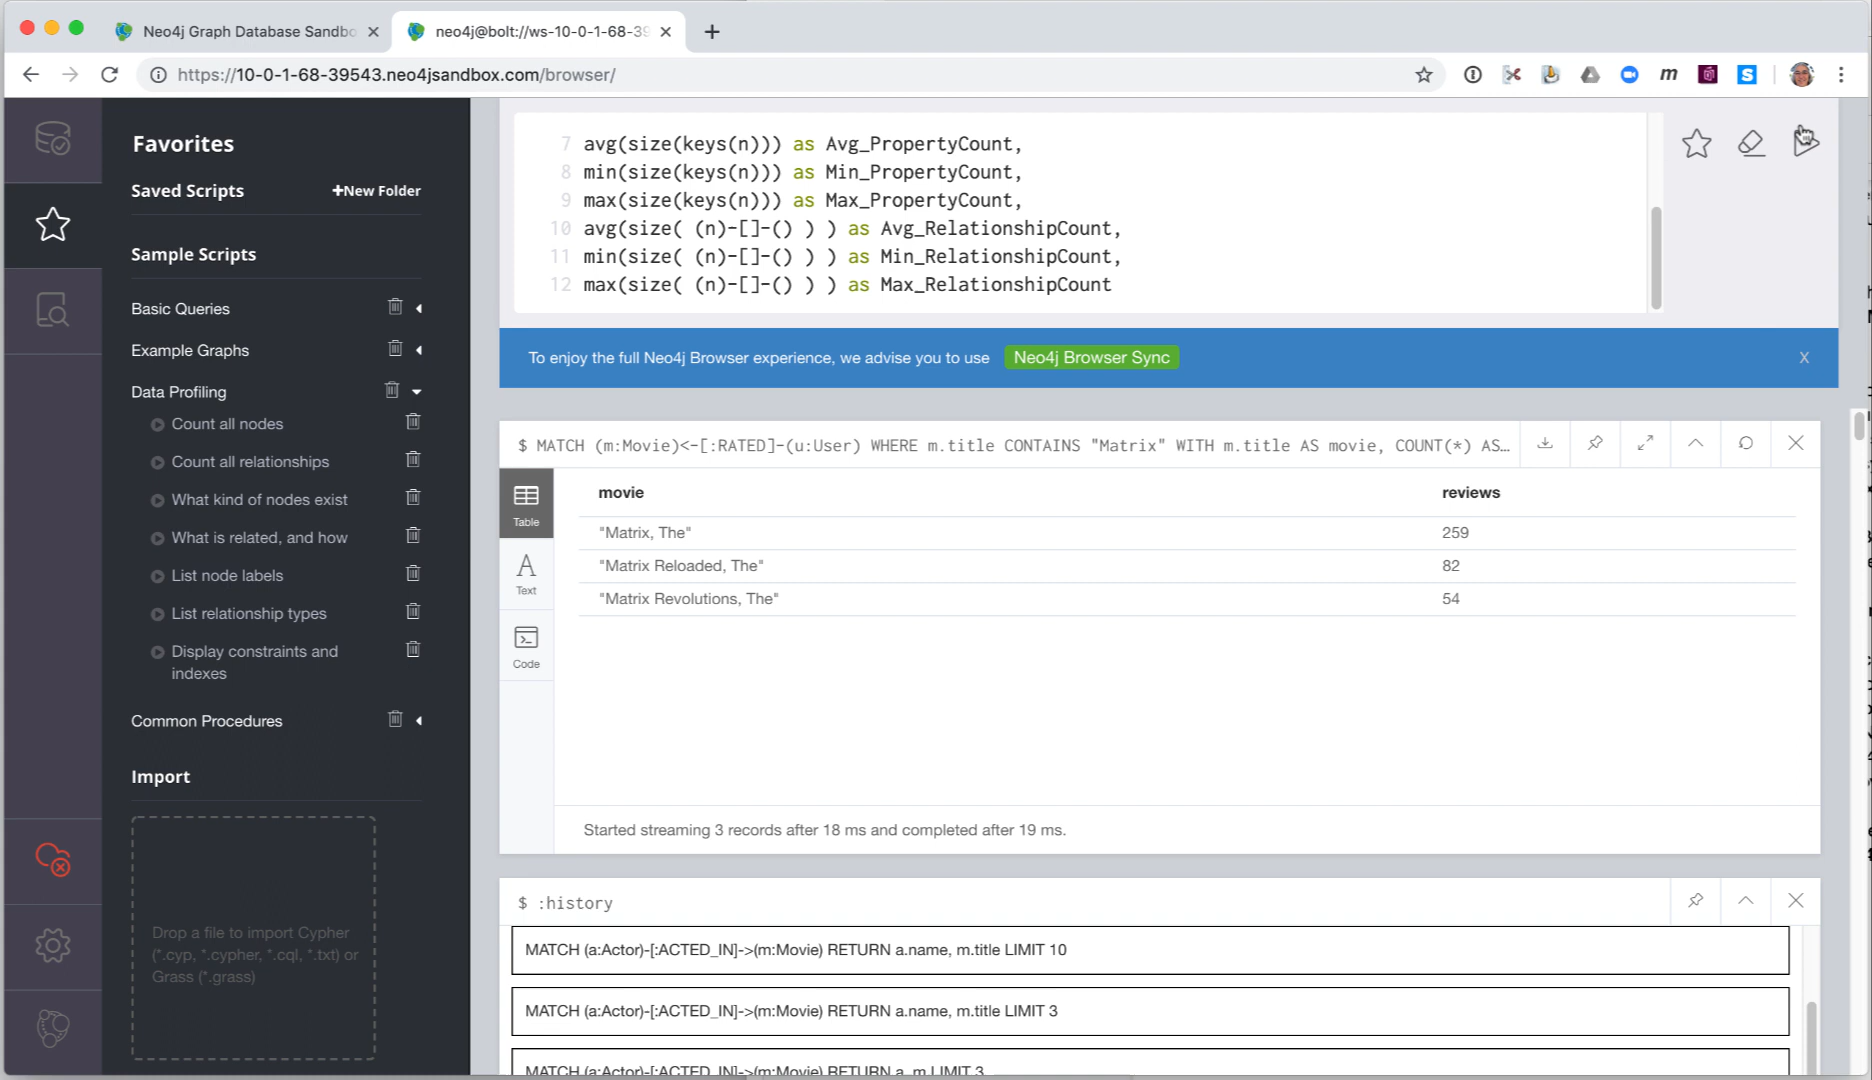 Neo4j Graph Database Sandbo
neo4j@bolt://ws-10-0-1-68-39
https://10-0-1-68-39543.neo4jsandbox.com/browser/
Favorites
Saved Scripts
+New Folder
Sample Scripts
Basic Queries
Example Graphs
Data Profiling
Count all nodes
Count all relationships
What kind of nodes exist
What is related, and how
List node labels
List relationship types
Display constraints and
indexes
Common Procedures
Import
Drop a file to import Cypher
(*.cyp, *.cypher, *.cql, *.txt) or
Grass (*.grass)
7 avg(size(keys(n))) as Avg_PropertyCount,
8 min(size(keys(n))) as Min_PropertyCount,
9 max(size(keys(n))) as Max_PropertyCount,
10 avg(size( (n)-[]-() ) ) as Avg_RelationshipCount,
11 min(size( (n)-[]-() ) ) as Min_RelationshipCount,
12 max(size( (n)-[]-() ) ) as Max_RelationshipCount
To enjoy the full Neo4j Browser experience, we advise you to use Neo4j Browser Sync X
$ MATCH (m:Movie)<-[:RATED]-(u:User) WHERE m.title CONTAINS "Matrix" WITH m.title AS movie, COUNT(*) AS…
Table
Text
Code
movie reviews
"Matrix, The" 259
"Matrix Reloaded, The" 82
"Matrix Revolutions, The" 54
Started streaming 3 records after 18 ms and completed after 19 ms.
$ :history
MATCH (a:Actor)-[:ACTED_IN]->(m:Movie) RETURN a.name, m.title LIMIT 10
MATCH (a:Actor)-[:ACTED_IN]->(m:Movie) RETURN a.name, m.title LIMIT 3
MATCH (a:Actor)-[:ACTED_IN]->(m:Movie) RETURN a, m LIMIT 3